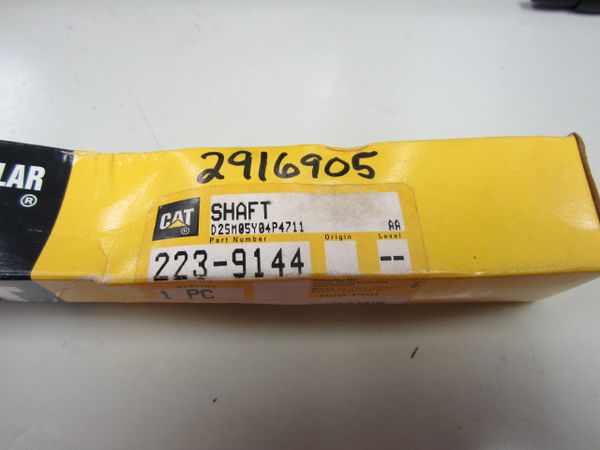 2916905
LAR
®
CAT
®
SHAFT
D25M05Y04P4711 AA
Part Number Origin Level
223-9144 --
1 PC